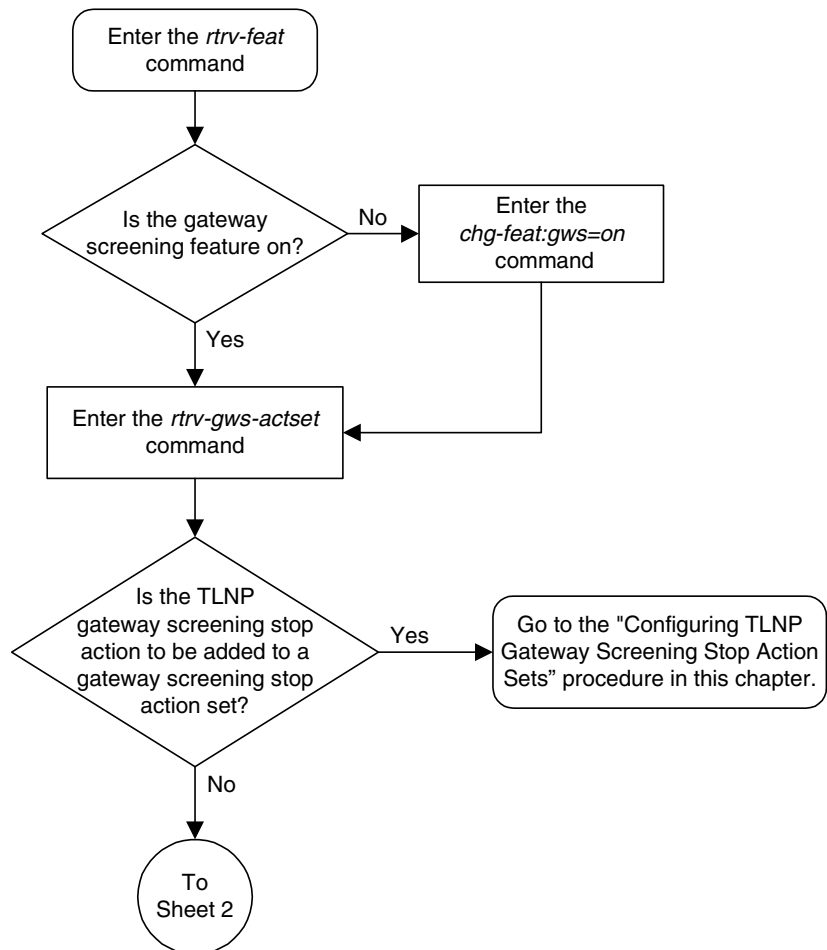 Enter the rtrv-feat
command
Is the gateway
screening feature on?
No
Enter the
chg-feat:gws=on
command
Yes
Enter the rtrv-gws-actset
command
Is the TLNP
gateway screening stop
action to be added to a
gateway screening stop
action set?
Yes
Go to the "Configuring TLNP
Gateway Screening Stop Action
Sets” procedure in this chapter.
No
To
Sheet 2